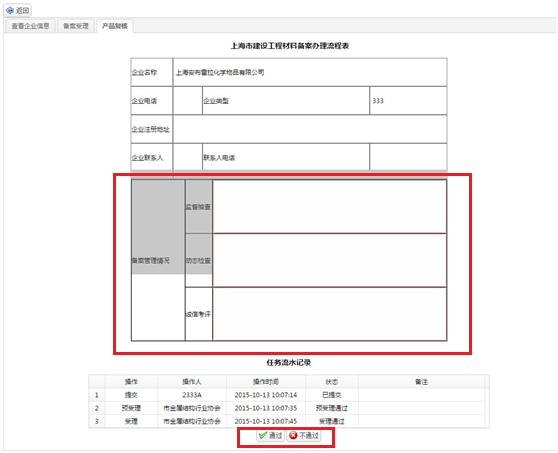 返回
查看企业信息 备案受理 产品复核
上海市建设工程材料备案办理流程表
企业名称 上海安布雷拉化学物品有限公司
企业电话 企业类型 333
企业注册地址
企业联系人 联系人电话
监督抽查
备案管理情况 动态检查
诚信考评
任务流水记录
操作 操作人 操作时间 状态 备注
1 提交 2333A 2015-10-13 10:07:14 已提交
2 预受理 市金属结构行业协会 2015-10-13 10:07:35 预受理通过
3 受理 市金属结构行业协会 2015-10-13 10:07:45 受理通过
通过 不通过